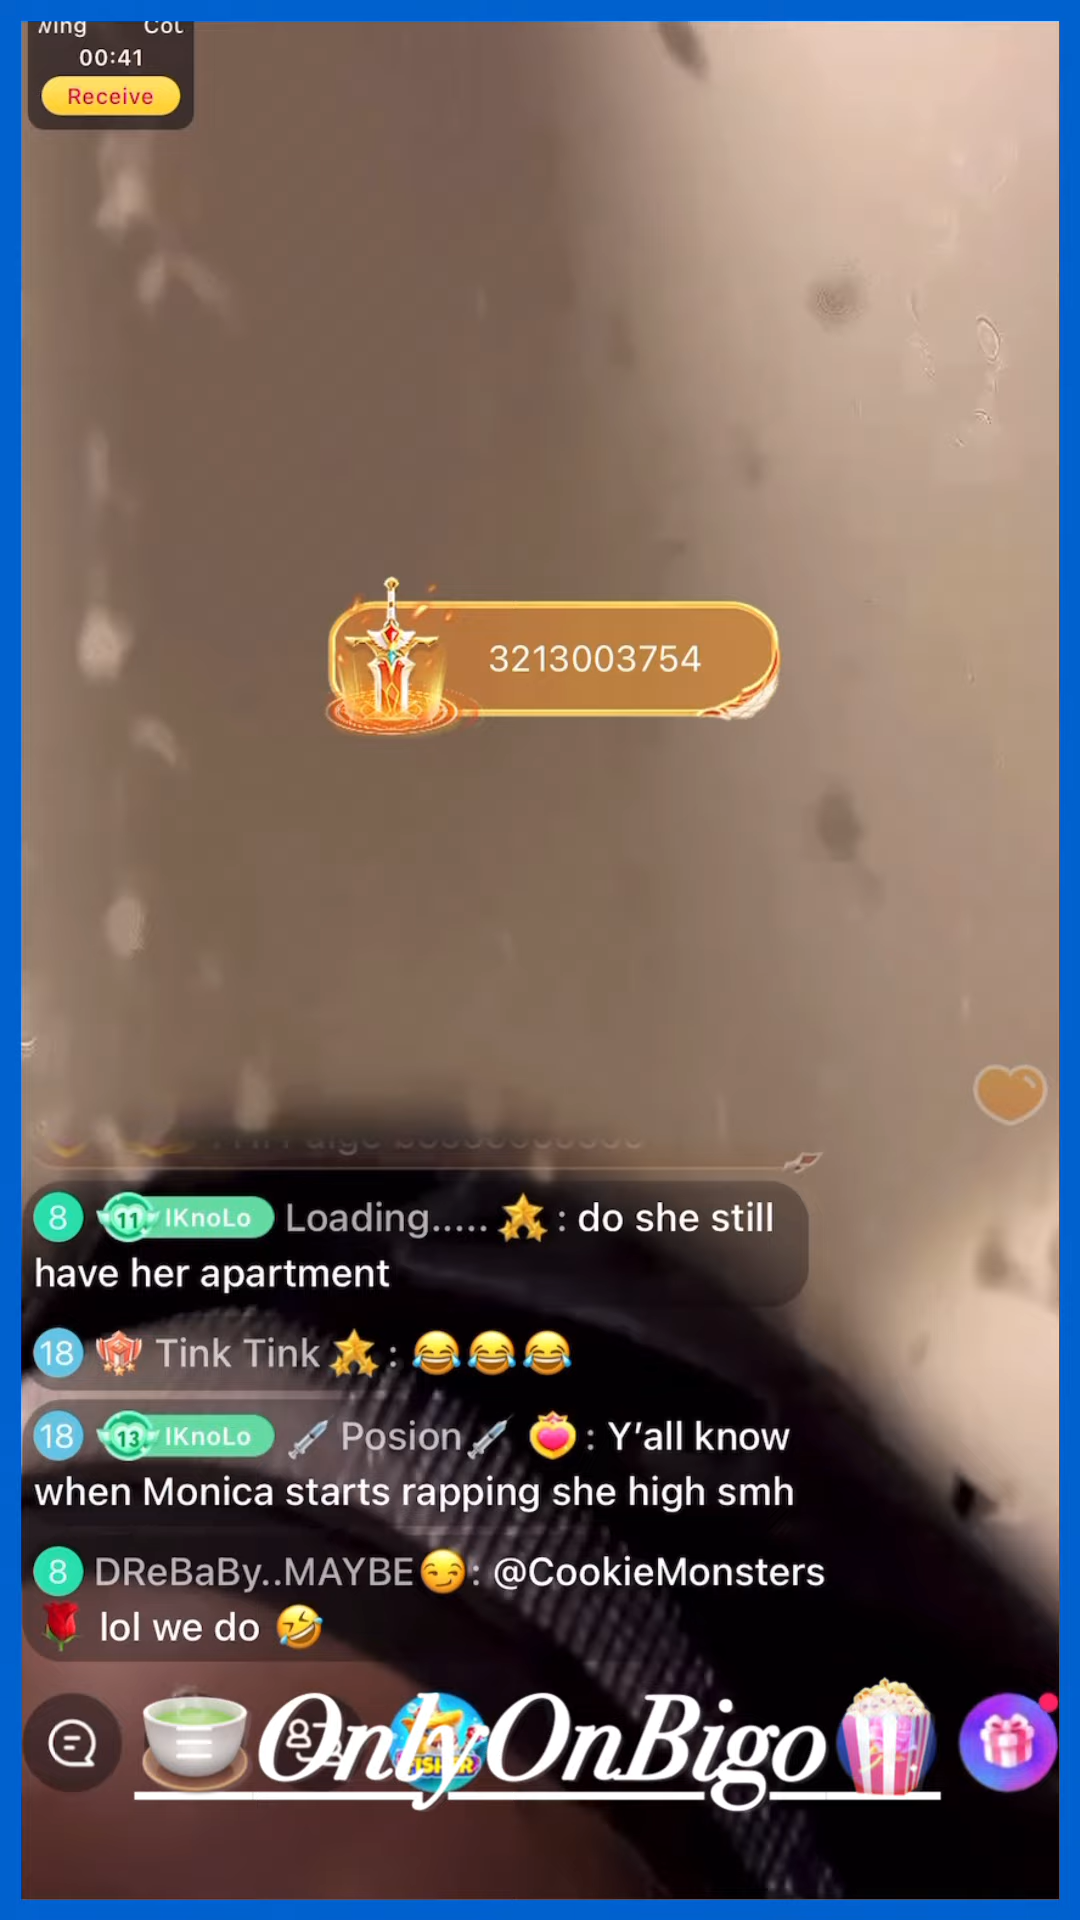 00:41
Receive
3213003754
8 11 IKnoLo Loading..... : do she still
have her apartment
18 Tink Tink : 😂😂😂
18 13 IKnoLo 💉 Posion💉 : Y’all know
when Monica starts rapping she high smh
8 DReBaBy..MAYBE😏: @CookieMonsters
🌹 lol we do 🤣
🍵OnlyOnBigo🍿